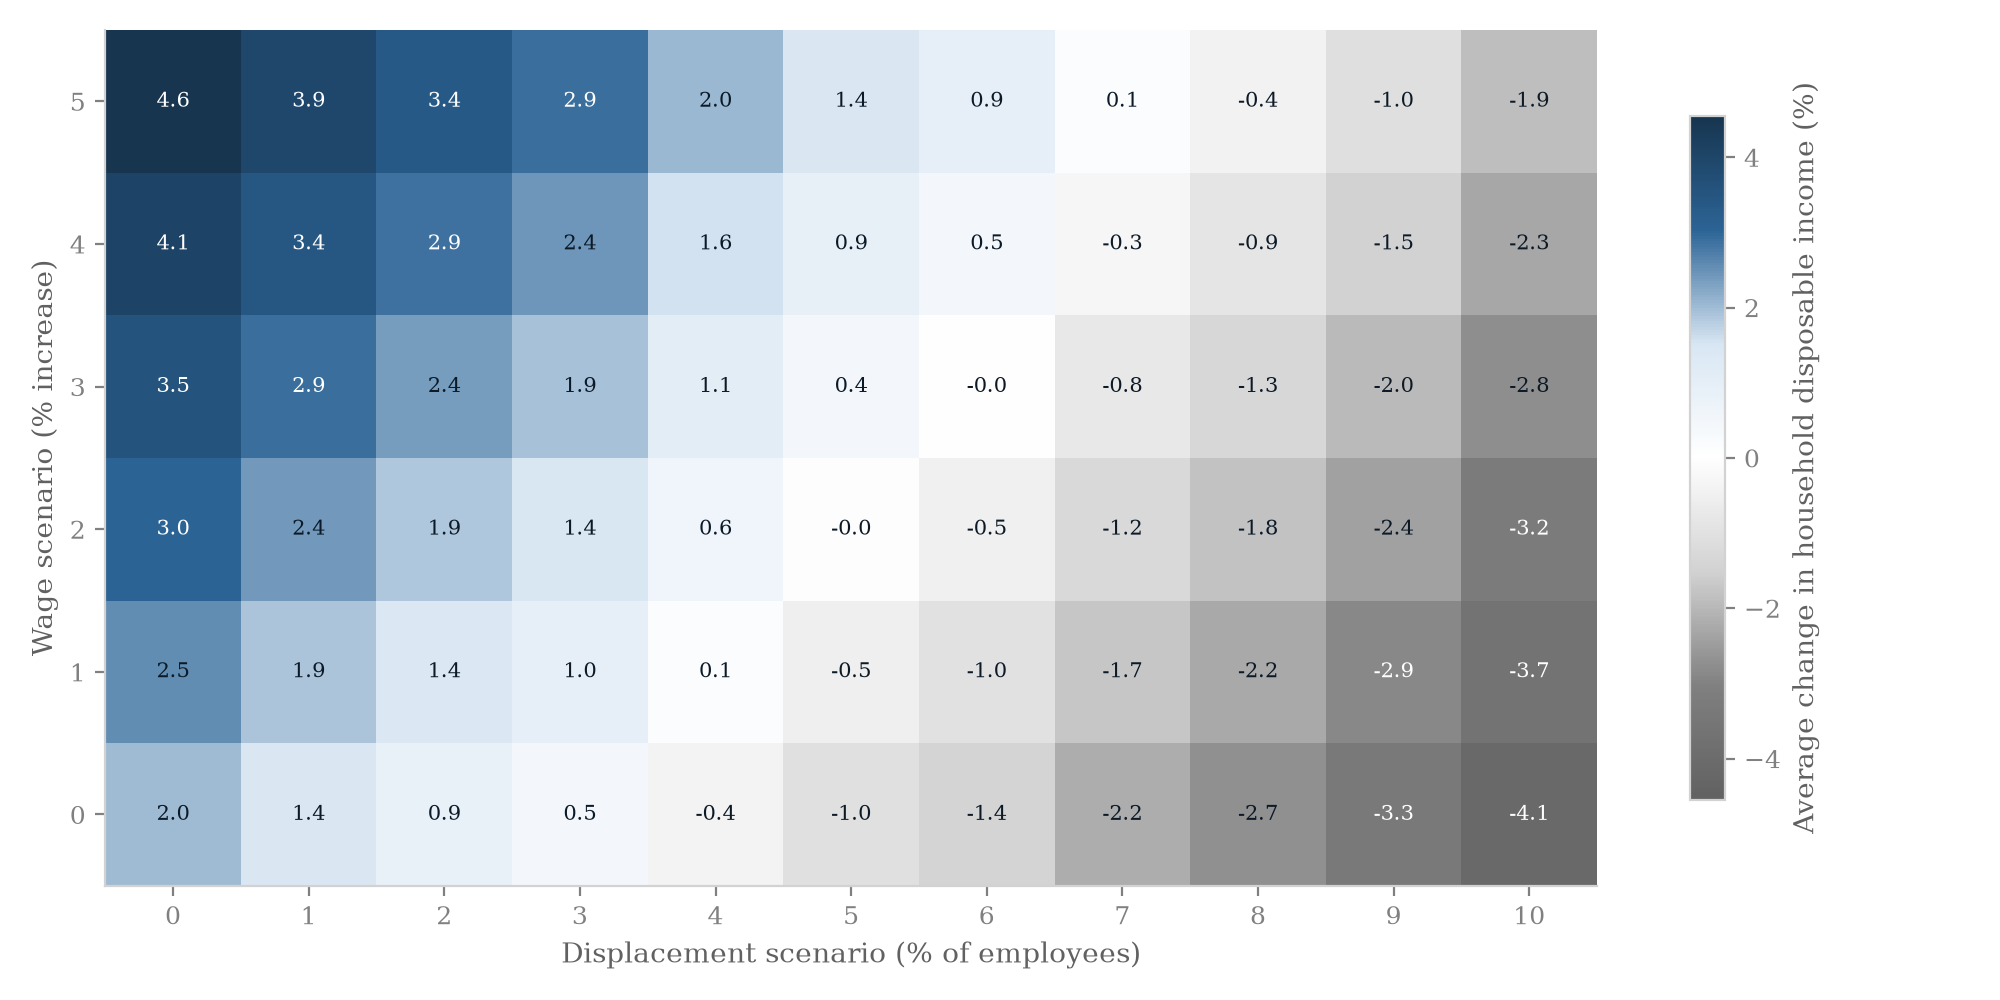 5 4.6 3.9 3.4 2.9 2.0 1.4 0.9 0.1 -0.4 -1.0 -1.9
4 4.1 3.4 2.9 2.4 1.6 0.9 0.5 -0.3 -0.9 -1.5 -2.3
3 3.5 2.9 2.4 1.9 1.1 0.4 -0.0 -0.8 -1.3 -2.0 -2.8
2 3.0 2.4 1.9 1.4 0.6 -0.0 -0.5 -1.2 -1.8 -2.4 -3.2
1 2.5 1.9 1.4 1.0 0.1 -0.5 -1.0 -1.7 -2.2 -2.9 -3.7
0 2.0 1.4 0.9 0.5 -0.4 -1.0 -1.4 -2.2 -2.7 -3.3 -4.1
0 1 2 3 4 5 6 7 8 9 10
Displacement scenario (% of employees)
Wage scenario (% increase)
4
2
0
−2
−4
Average change in household disposable income (%)